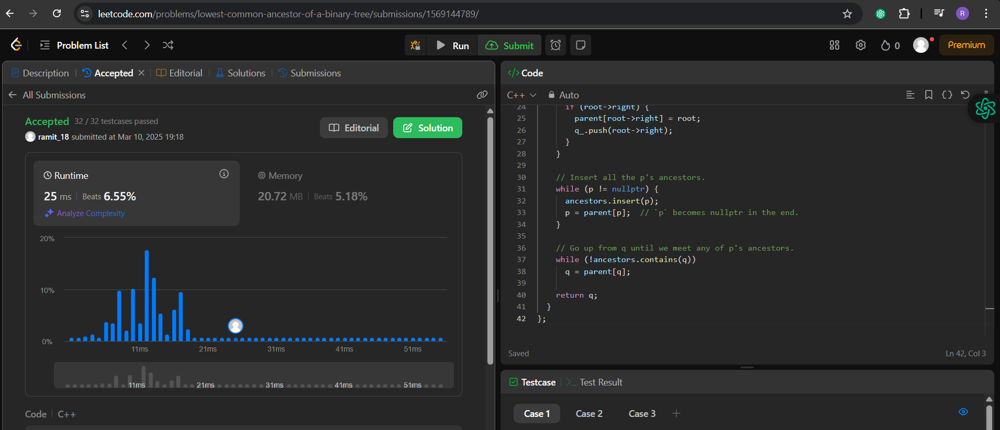 leetcode.com/problems/lowest-common-ancestor-of-a-binary-tree/submissions/1569144789/
R
Problem List
Run
Submit
0
Premium
Description
Accepted
Editorial
Solutions
Submissions
All Submissions
Accepted 32 / 32 testcases passed
ramit_18 submitted at Mar 10, 2025 19:18
Editorial
Solution
Runtime
25 ms Beats 6.55%
Analyze Complexity
Memory
20.72 MB Beats 5.18%
20%
10%
0%
11ms 21ms 31ms 41ms 51ms
11ms 21ms 31ms 41ms 51ms
Code C++
</> Code
C++ Auto
24 if (root->right) {
25 parent[root->right] = root;
26 q_.push(root->right);
27 }
28 }
29
30 // Insert all the p's ancestors.
31 while (p != nullptr) {
32 ancestors.insert(p);
33 p = parent[p];  // `p` becomes nullptr in the end.
34 }
35
36 // Go up from q until we meet any of p's ancestors.
37 while (!ancestors.contains(q))
38 q = parent[q];
39
40 return q;
41 }
42 };
Saved
Ln 42, Col 3
Testcase
>_ Test Result
Case 1 Case 2 Case 3 +